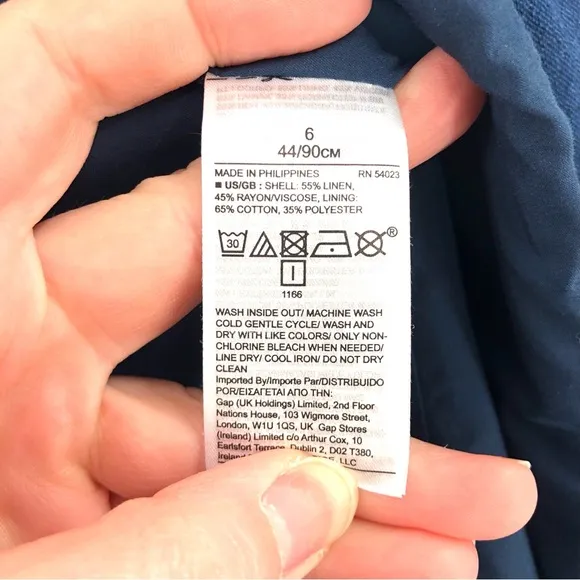 6
44/90CM
MADE IN PHILIPPINES RN 54023
■ US/GB : SHELL: 55% LINEN,
45% RAYON/VISCOSE, LINING:
65% COTTON, 35% POLYESTER
30 ®
1166
WASH INSIDE OUT/ MACHINE WASH
COLD GENTLE CYCLE/ WASH AND
DRY WITH LIKE COLORS/ ONLY NON-
CHLORINE BLEACH WHEN NEEDED/
LINE DRY/ COOL IRON/ DO NOT DRY
CLEAN
Imported By/Importe Par/DISTRIBUIDO
POR/ΕΙΣΑΓΕΤΑΙ ΑΠΟ ΤΗΝ:
Gap (UK Holdings) Limited, 2nd Floor
Nations House, 103 Wigmore Street,
London, W1U 1QS, UK Gap Stores
(Ireland) Limited c/o Arthur Cox, 10
Earlsfort Terrace, Dublin 2, D02 T380,
LLC